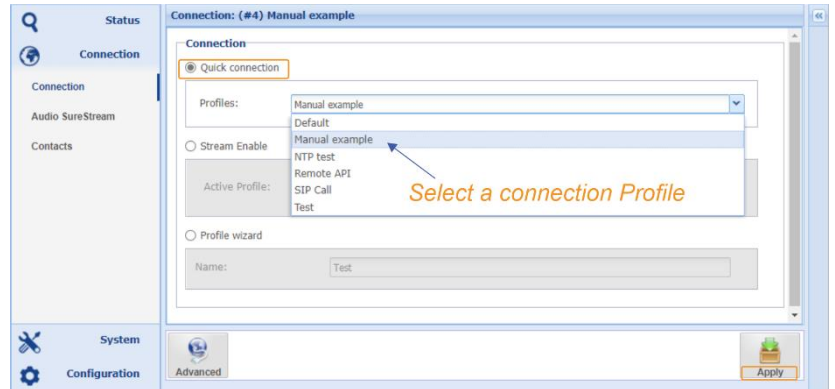 Status
Connection
Connection
Audio SureStream
Contacts
System
Configuration
Connection: (#4) Manual example
Connection
Quick connection
Profiles: Manual example
Default
Manual example
NTP test
Remote API
SIP Call
Test
Stream Enable
Active Profile:
Select a connection Profile
Profile wizard
Name: Test
Advanced
Apply